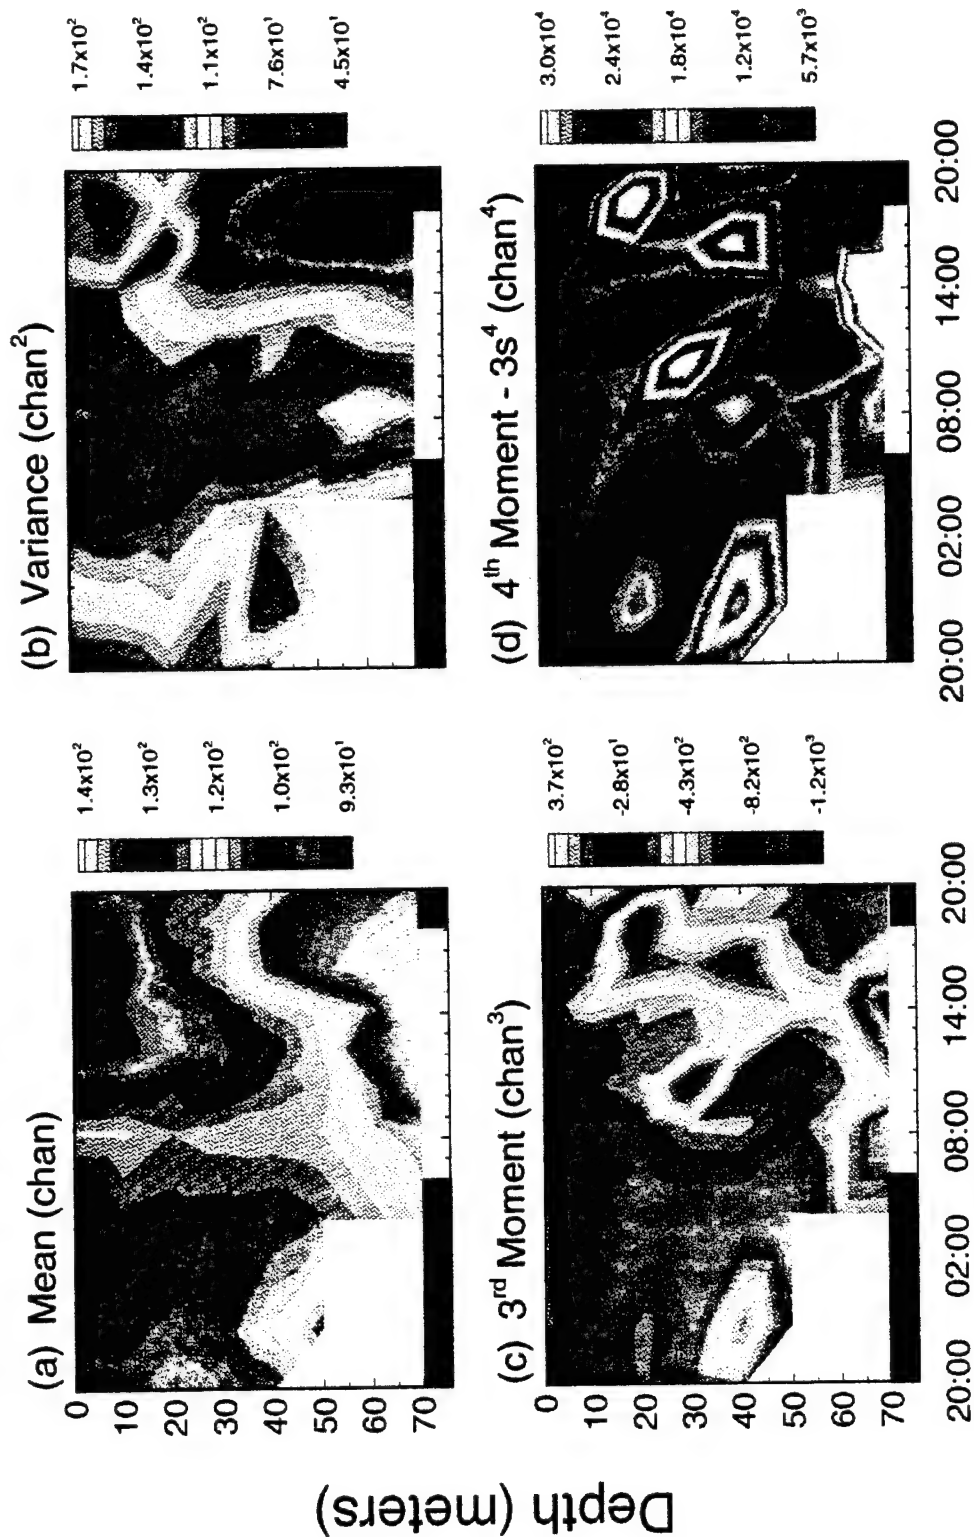 (a) Mean (chan)
1.4x10²
1.3x10²
1.2x10²
1.0x10²
9.3x10¹
(b) Variance (chan²)
1.7x10²
1.4x10²
1.1x10²
7.6x10¹
4.5x10¹
0
10
20
30
40
50
60
70
(c) 3rd Moment (chan³)
3.7x10²
-2.8x10¹
-4.3x10²
-8.2x10²
-1.2x10³
(d) 4th Moment - 3s⁴ (chan⁴)
3.0x10⁴
2.4x10⁴
1.8x10⁴
1.2x10⁴
5.7x10³
0
10
20
30
40
50
60
70
Depth (meters)
20:00
02:00
08:00
14:00
20:00
20:00
02:00
08:00
14:00
20:00